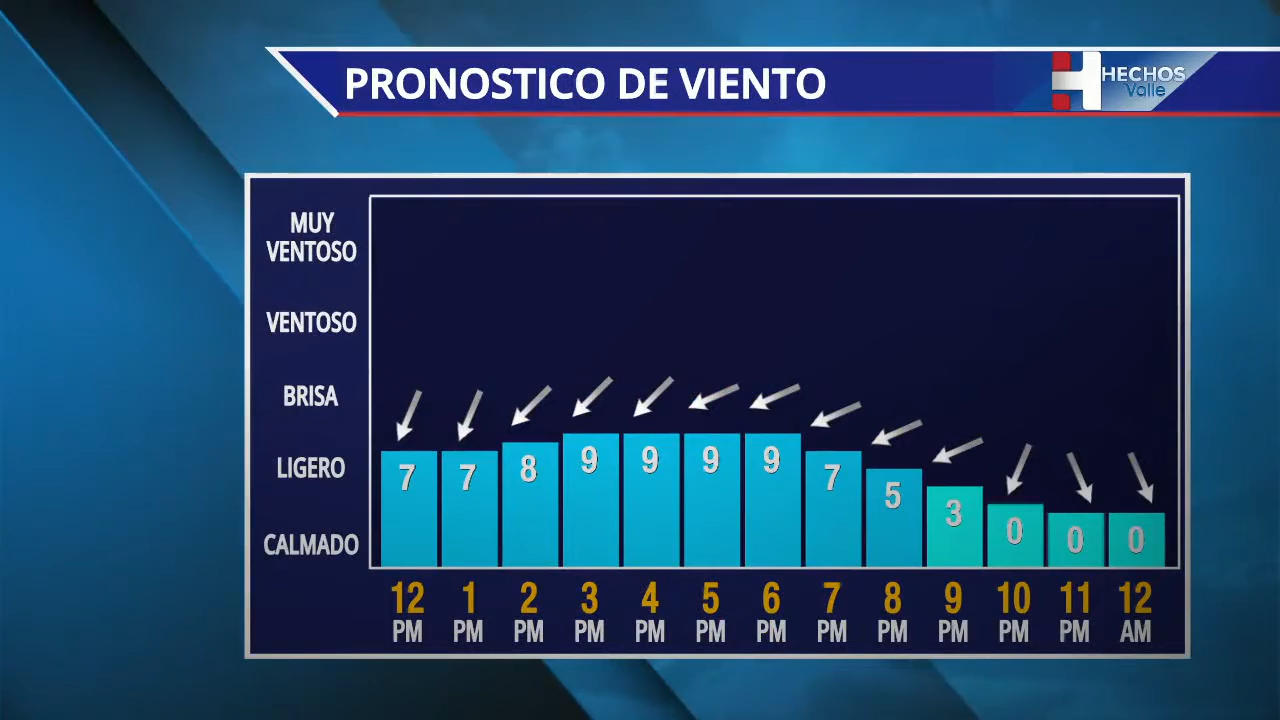 PRONOSTICO DE VIENTO
HECHOS
Valle
MUY
VENTOSO
VENTOSO
BRISA
LIGERO
CALMADO
7 7 8 9 9 9 9 7 5 3 0 0 0
12 1 2 3 4 5 6 7 8 9 10 11 12
PM PM PM PM PM PM PM PM PM PM PM PM AM